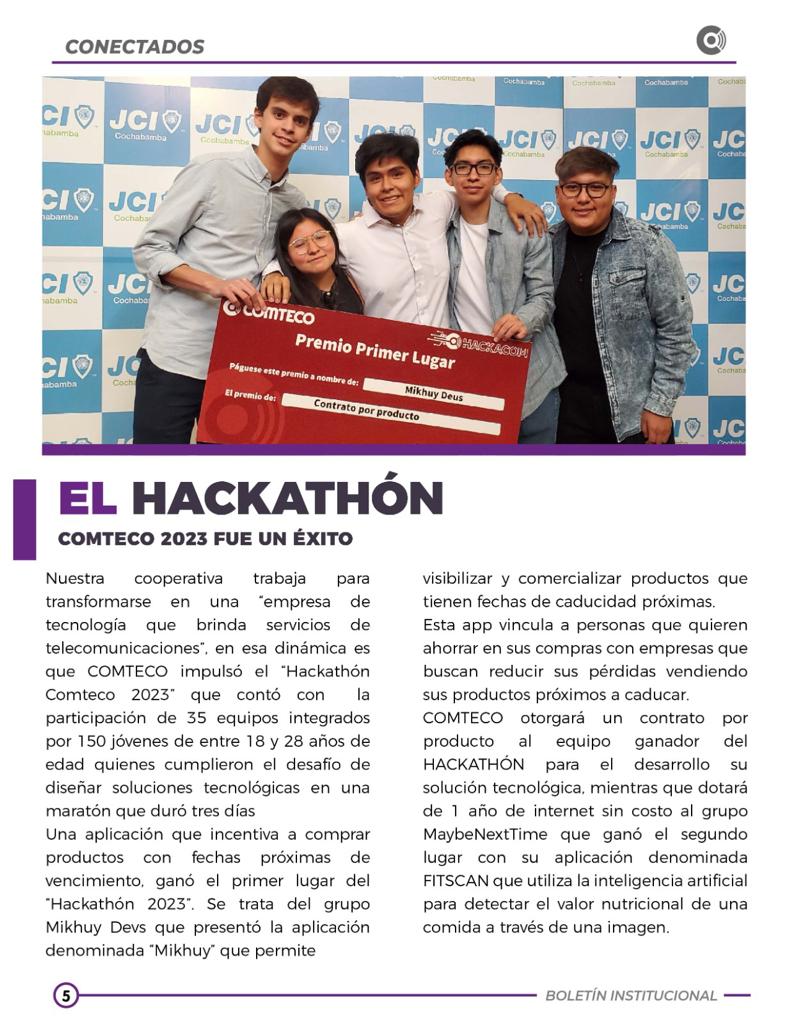 CONECTADOS
JCI
Cochabamba
COMTECO
HACKACOM
Premio Primer Lugar
Páguese este premio a nombre de: Mikhuy Deus
El premio de: Contrato por producto
EL HACKATHÓN
COMTECO 2023 FUE UN ÉXITO
Nuestra cooperativa trabaja para
transformarse en una “empresa de
tecnología que brinda servicios de
telecomunicaciones”, en esa dinámica es
que COMTECO impulsó el “Hackathón
Comteco 2023” que contó con la
participación de 35 equipos integrados
por 150 jóvenes de entre 18 y 28 años de
edad quienes cumplieron el desafío de
diseñar soluciones tecnológicas en una
maratón que duró tres días
Una aplicación que incentiva a comprar
productos con fechas próximas de
vencimiento, ganó el primer lugar del
“Hackathón 2023”. Se trata del grupo
Mikhuy Devs que presentó la aplicación
denominada “Mikhuy” que permite
visibilizar y comercializar productos que
tienen fechas de caducidad próximas.
Esta app vincula a personas que quieren
ahorrar en sus compras con empresas que
buscan reducir sus pérdidas vendiendo
sus productos próximos a caducar.
COMTECO otorgará un contrato por
producto al equipo ganador del
HACKATHÓN para el desarrollo su
solución tecnológica, mientras que dotará
de 1 año de internet sin costo al grupo
MaybeNextTime que ganó el segundo
lugar con su aplicación denominada
FITSCAN que utiliza la inteligencia artificial
para detectar el valor nutricional de una
comida a través de una imagen.
5
BOLETÍN INSTITUCIONAL